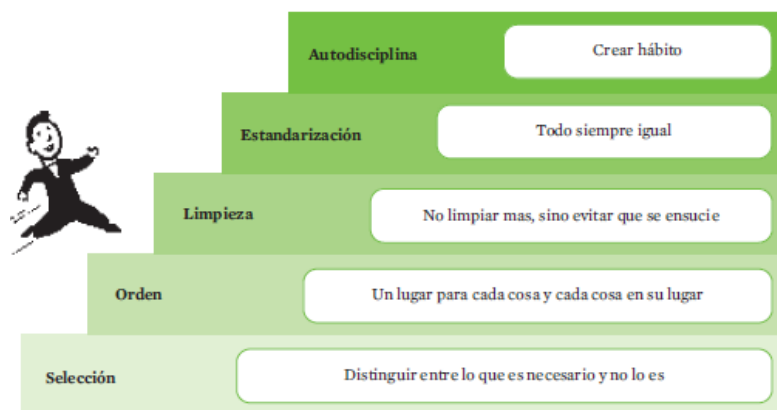 Autodisciplina
Crear hábito
Estandarización
Todo siempre igual
Limpieza
No limpiar mas, sino evitar que se ensucie
Orden
Un lugar para cada cosa y cada cosa en su lugar
Selección
Distinguir entre lo que es necesario y no lo es